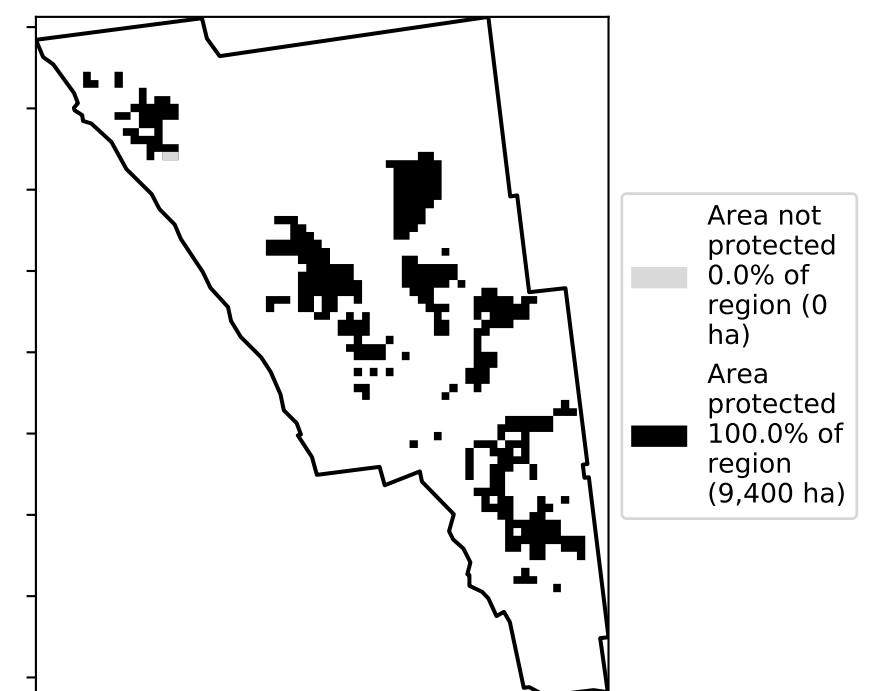 Area not
protected
0.0% of
region (0
ha)
Area
protected
100.0% of
region
(9,400 ha)